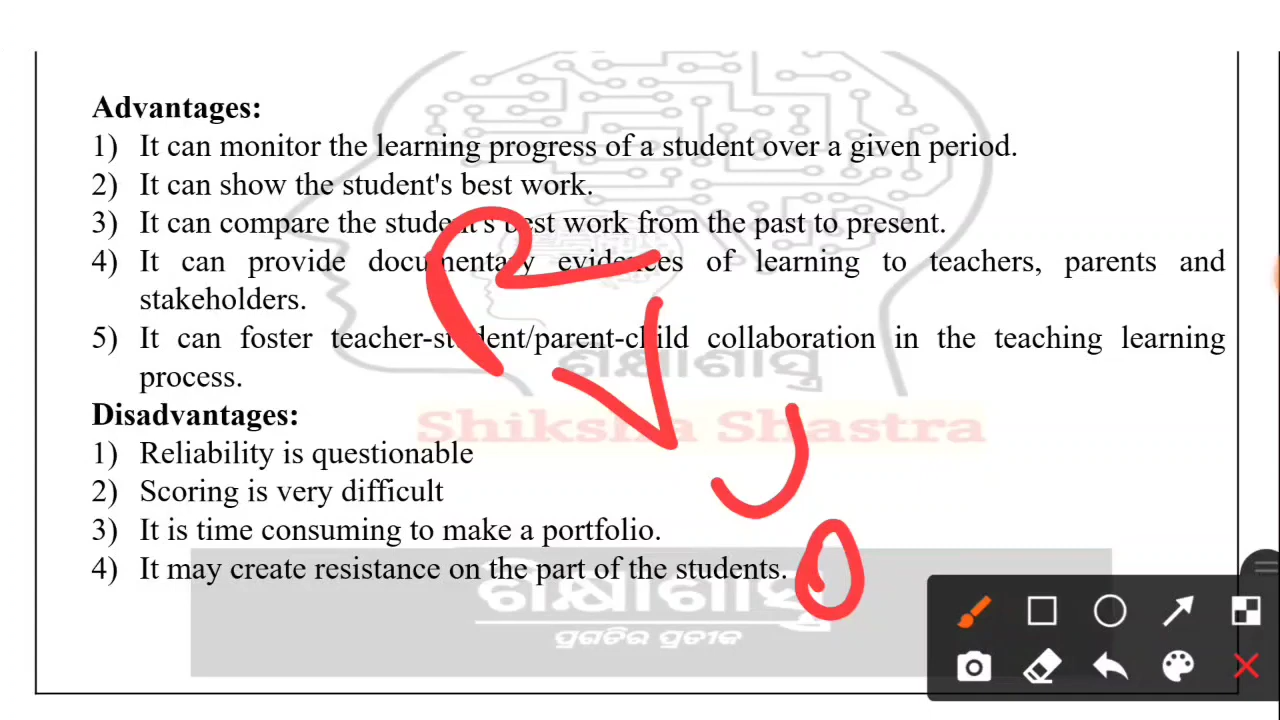 Advantages:
1) It can monitor the learning progress of a student over a given period.
2) It can show the student's best work.
3) It can compare the student's best work from the past to present.
4) It can provide documentary evidences of learning to teachers, parents and
stakeholders.
5) It can foster teacher-student/parent-child collaboration in the teaching learning
process.
ଶିକ୍ଷାଶାସ୍ତ୍ର
Disadvantages:
Shiksha Shastra
1) Reliability is questionable
2) Scoring is very difficult
3) It is time consuming to make a portfolio.
4) It may create resistance on the part of the students.
ଶିକ୍ଷାଶାସ୍ତ୍ର
ପ୍ରଗତିର ପ୍ରତୀକ